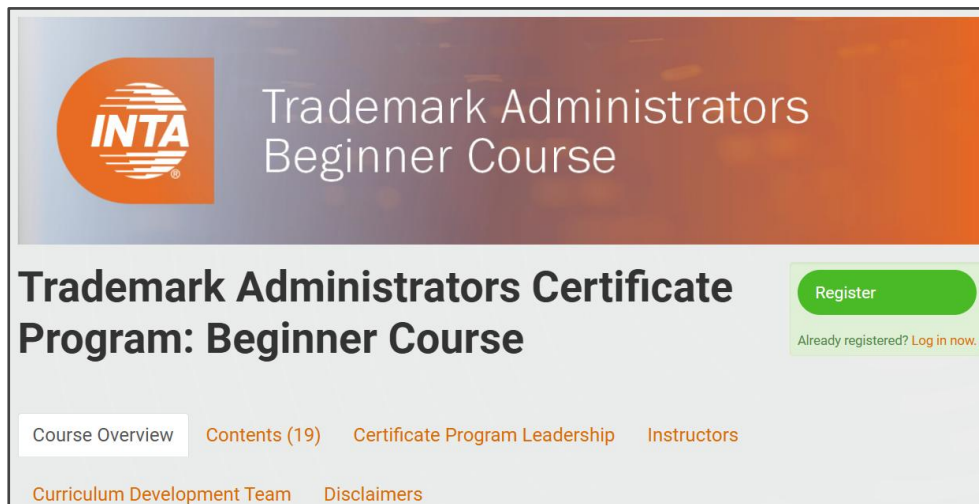 INTA
®
Trademark Administrators
Beginner Course
Trademark Administrators Certificate
Program: Beginner Course
Register
Already registered? Log in now.
Course Overview
Contents (19)
Certificate Program Leadership
Instructors
Curriculum Development Team
Disclaimers